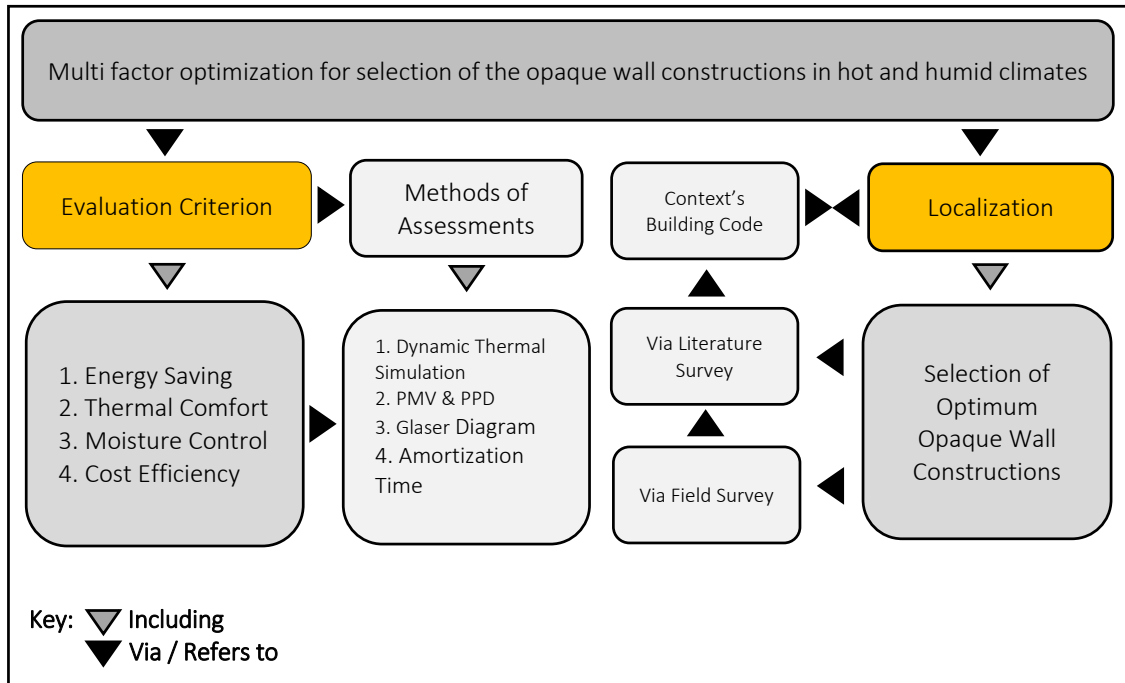 Multi factor optimization for selection of the opaque wall constructions in hot and humid climates
Evaluation Criterion
Methods of
Assessments
Context's
Building Code
Localization
1. Energy Saving
2. Thermal Comfort
3. Moisture Control
4. Cost Efficiency
1. Dynamic Thermal
Simulation
2. PMV & PPD
3. Glaser Diagram
4. Amortization
Time
Via Literature
Survey
Via Field Survey
Selection of
Optimum
Opaque Wall
Constructions
Key: Including
Via / Refers to